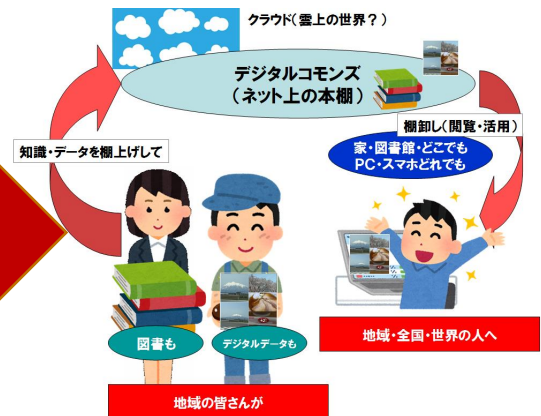 クラウド(雲上の世界？)
デジタルコモンズ
(ネット上の本棚)
棚卸し(閲覧・活用)
知識・データを棚上げして
家・図書館・どこでも
PC・スマホどれでも
図書も
デジタルデータも
地域・全国・世界の人へ
地域の皆さんが